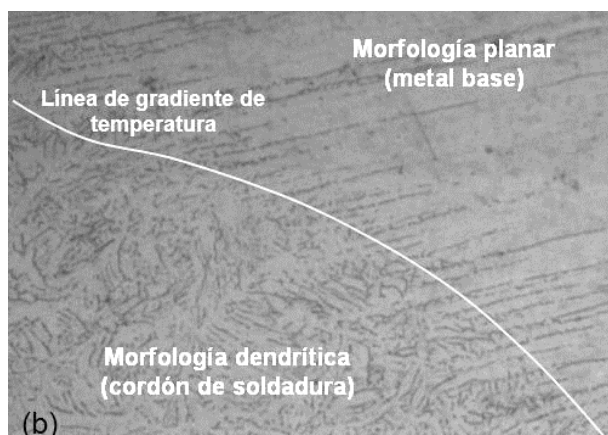 Morfología planar
(metal base)
Línea de gradiente de
temperatura
Morfología dendrítica
(cordón de soldadura)
(b)